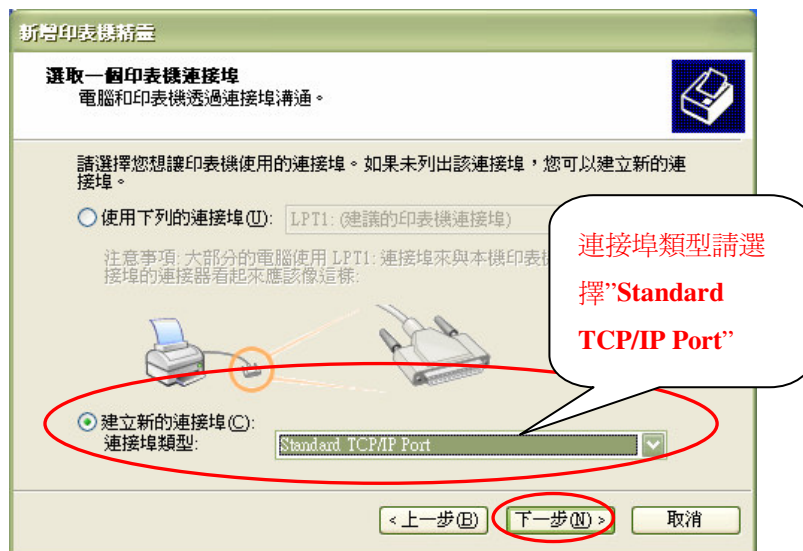 新增印表機精靈
選取一個印表機連接埠
電腦和印表機透過連接埠溝通。
請選擇您想讓印表機使用的連接埠。如果未列出該連接埠，您可以建立新的連
接埠。
使用下列的連接埠(U):
LPT1: (建議的印表機連接埠)
注意事項: 大部分的電腦使用 LPT1: 連接埠來與本機印表機
接埠的連接器看起來應該像這樣:
連接埠類型請選
擇”Standard
TCP/IP Port”
建立新的連接埠(C):
連接埠類型:
Standard TCP/IP Port
<上一步(B)
下一步(N)>
取消